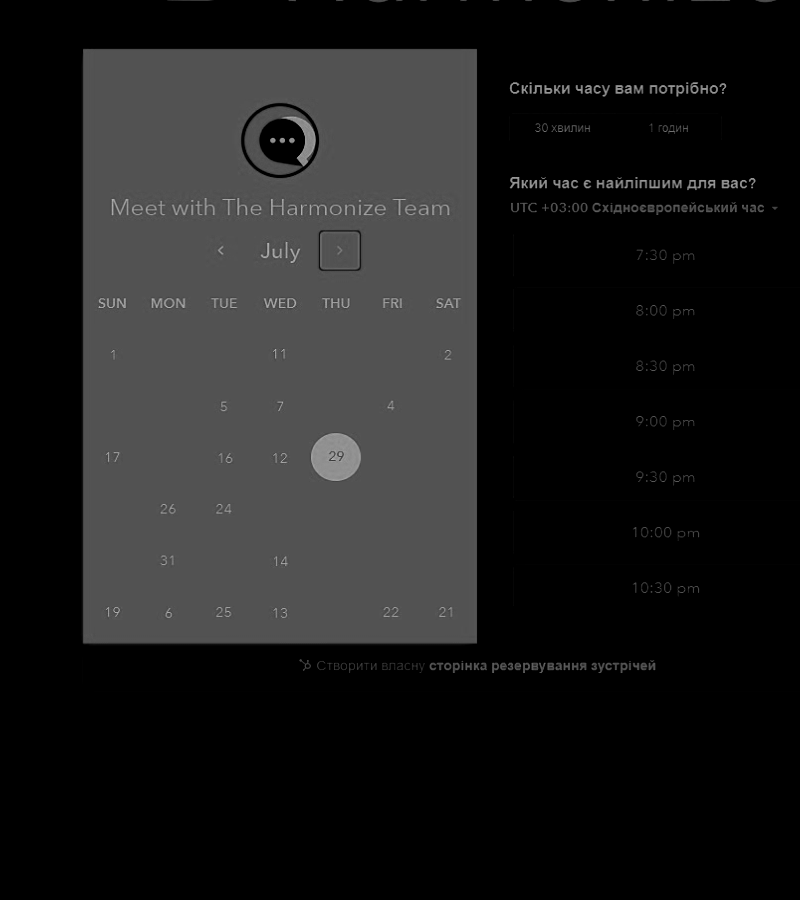 Meet with The Harmonize Team
July
SUN MON TUE WED THU FRI SAT
1 11 2
5 7 4
17 16 12 29
26 24
31 14
19 6 25 13 22 21
Скільки часу вам потрібно?
30 хвилин 1 годин
Який час є найліпшим для вас?
UTC +03:00 Східноєвропейський час
7:30 pm
8:00 pm
8:30 pm
9:00 pm
9:30 pm
10:00 pm
10:30 pm
Створити власну сторінка резервування зустрічей